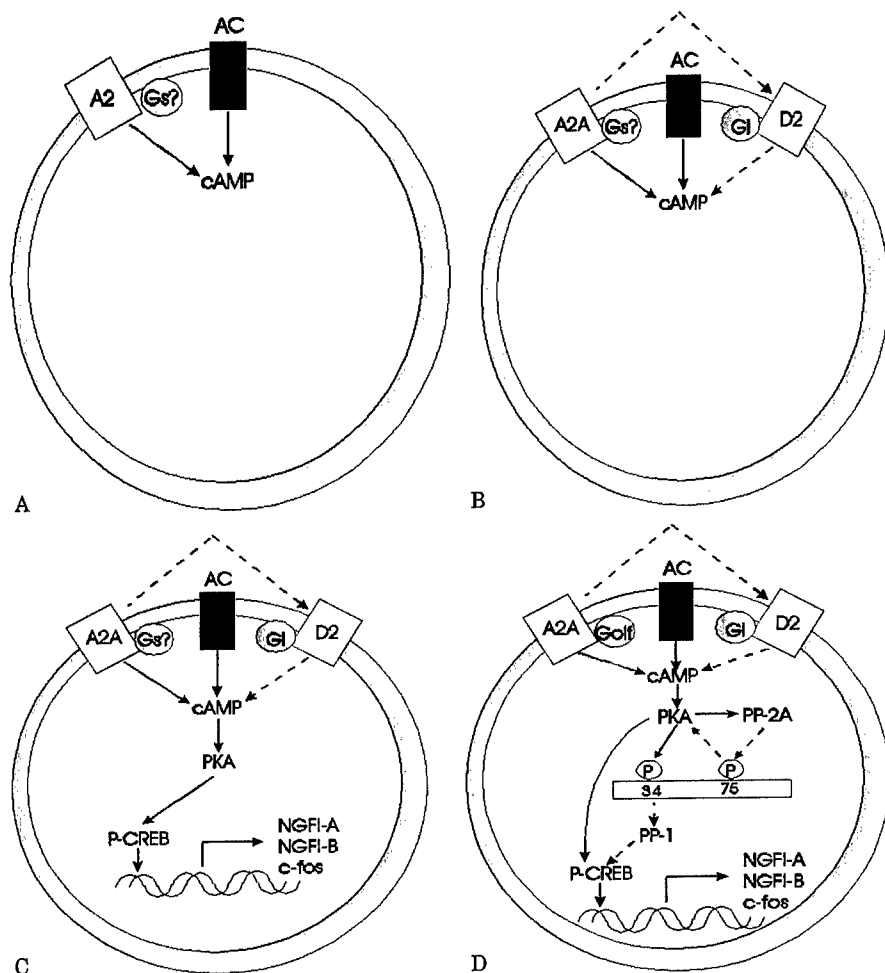 AC
A2
Gs?
cAMP
A
AC
A2A
Gs?
GI
D2
cAMP
B
AC
A2A
Gs?
GI
D2
cAMP
PKA
P-CREB
NGFI-A
NGFI-B
c-fos
C
AC
A2A
Golf
GI
D2
cAMP
PKA
PP-2A
P
P
34
75
PP-1
P-CREB
NGFI-A
NGFI-B
c-fos
D